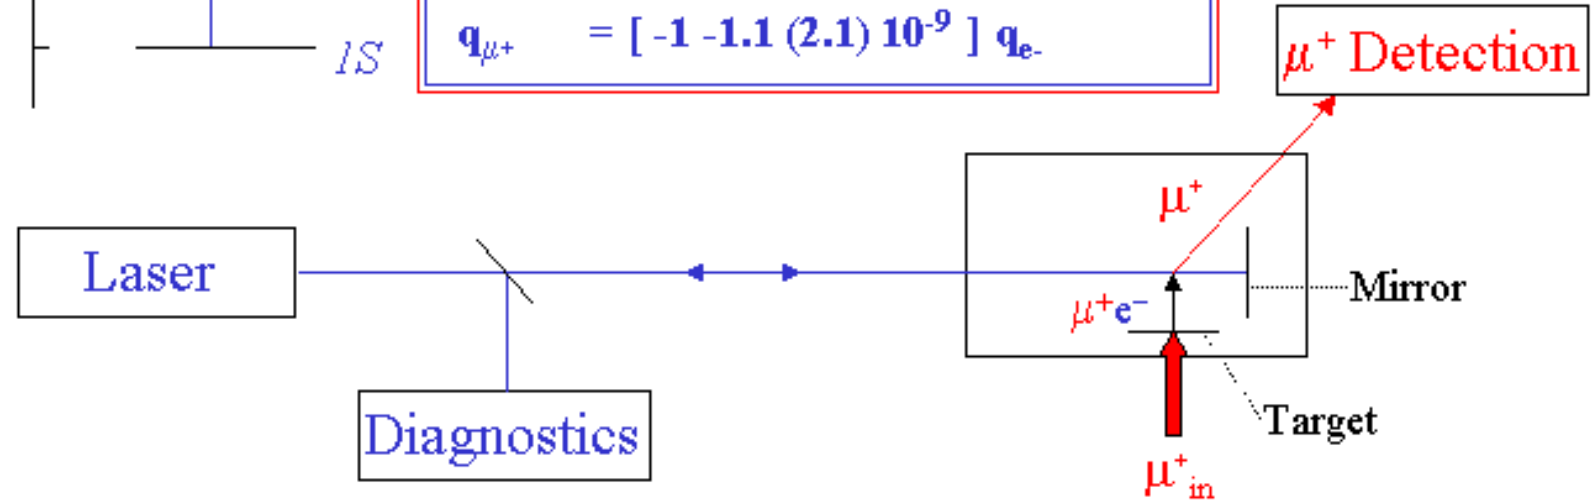 1S
qμ+ = [ -1 -1.1 (2.1) 10-9 ] qe-
μ+ Detection
μ+
Laser
Mirror
μ+e−
Target
Diagnostics
μ+in